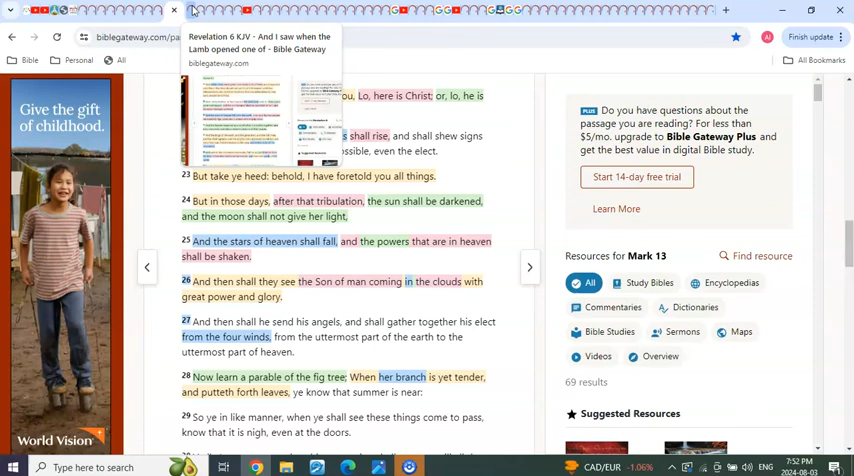 Finish update
biblegateway.com/pa
AI
Bible
Personal
All
All Bookmarks
Revelation 6 KJV - And I saw when the
Lamb opened one of - Bible Gateway
biblegateway.com
Give the gift
of childhood.
World Vision
ou, Lo, here is Christ; or, lo, he is
s shall rise, and shall shew signs
possible, even the elect.
23 But take ye heed: behold, I have foretold you all things.
24 But in those days, after that tribulation, the sun shall be darkened,
and the moon shall not give her light,
25 And the stars of heaven shall fall, and the powers that are in heaven
shall be shaken.
26 And then shall they see the Son of man coming in the clouds with
great power and glory.
27 And then shall he send his angels, and shall gather together his elect
from the four winds, from the uttermost part of the earth to the
uttermost part of heaven.
28 Now learn a parable of the fig tree; When her branch is yet tender,
and putteth forth leaves, ye know that summer is near:
29 So ye in like manner, when ye shall see these things come to pass,
know that it is nigh, even at the doors.
PLUS Do you have questions about the
passage you are reading? For less than
$5/mo. upgrade to Bible Gateway Plus and
get the best value in digital Bible study.
Start 14-day free trial
Learn More
Resources for Mark 13
Find resource
All
Study Bibles
Encyclopedias
Commentaries
Dictionaries
Bible Studies
Sermons
Maps
Videos
Overview
69 results
Suggested Resources
Type here to search
CAD/EUR -1.06%
ENG
7:52 PM
2024-08-03